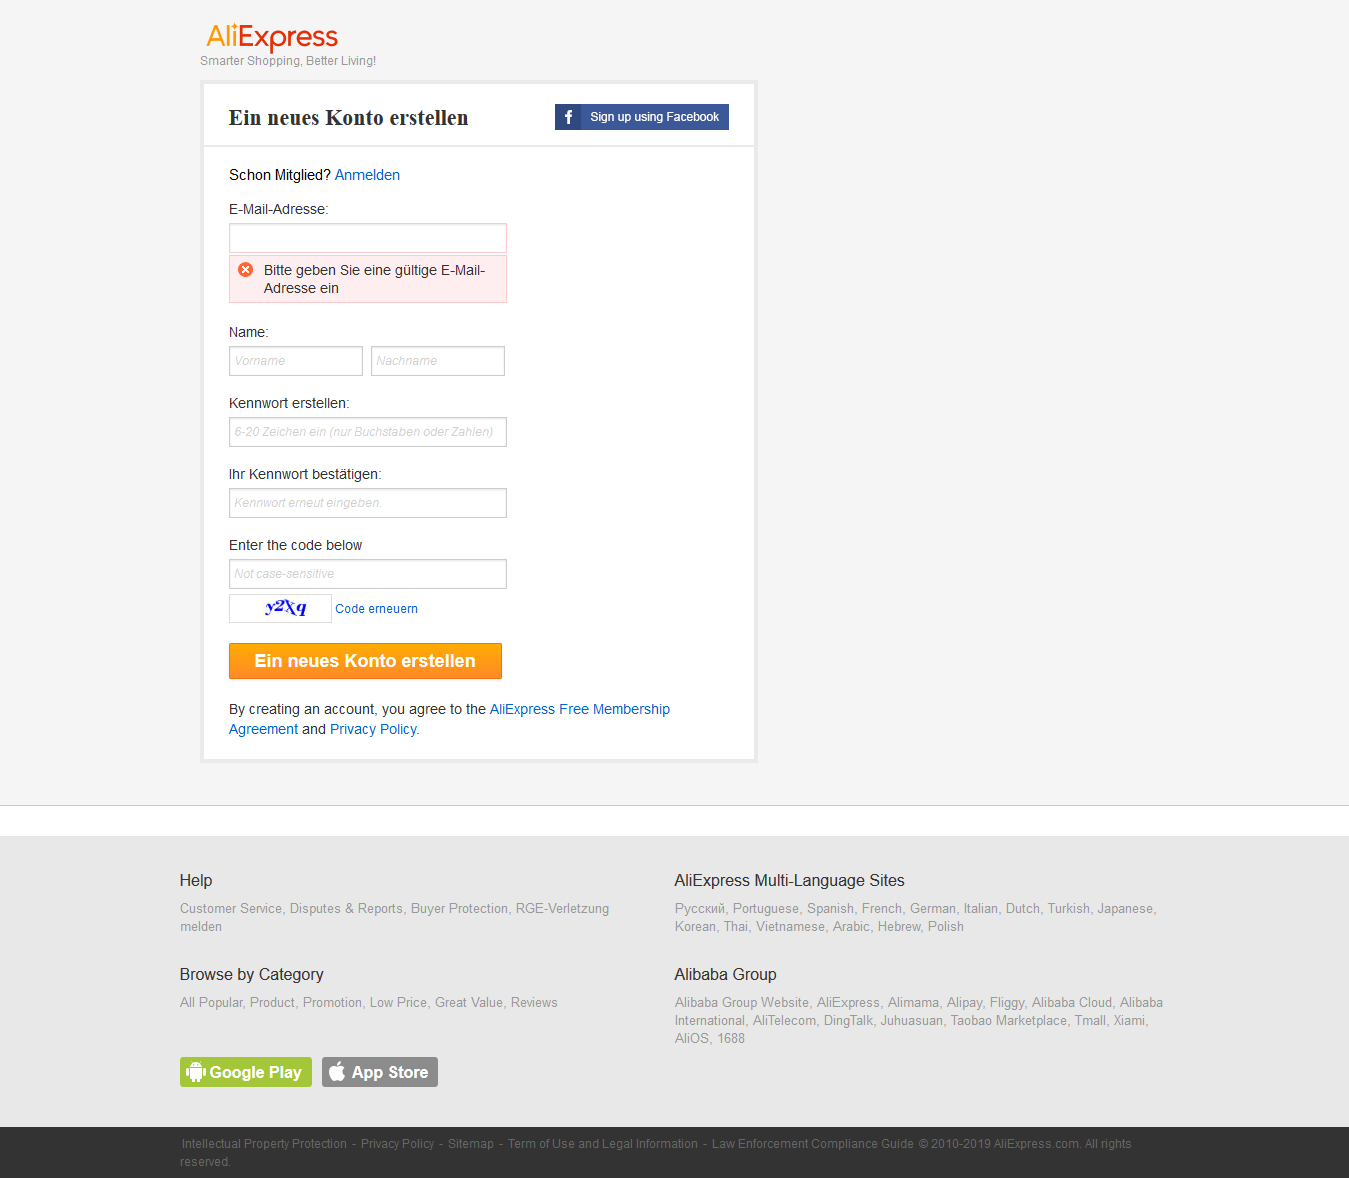 AliExpress
Smarter Shopping, Better Living!
Ein neues Konto erstellen
Sign up using Facebook
Schon Mitglied? Anmelden
E-Mail-Adresse:
Bitte geben Sie eine gültige E-Mail-
Adresse ein
Name:
Vorname
Nachname
Kennwort erstellen:
6-20 Zeichen ein (nur Buchstaben oder Zahlen)
Ihr Kennwort bestätigen:
Kennwort erneut eingeben.
Enter the code below
Not case-sensitive
y2Xq
Code erneuern
Ein neues Konto erstellen
By creating an account, you agree to the AliExpress Free Membership
Agreement and Privacy Policy.
Help
Customer Service, Disputes & Reports, Buyer Protection, RGE-Verletzung
melden
AliExpress Multi-Language Sites
Русский, Portuguese, Spanish, French, German, Italian, Dutch, Turkish, Japanese,
Korean, Thai, Vietnamese, Arabic, Hebrew, Polish
Browse by Category
All Popular, Product, Promotion, Low Price, Great Value, Reviews
Alibaba Group
Alibaba Group Website, AliExpress, Alimama, Alipay, Fliggy, Alibaba Cloud, Alibaba
International, AliTelecom, DingTalk, Juhuasuan, Taobao Marketplace, Tmall, Xiami,
AliOS, 1688
Google Play
App Store
Intellectual Property Protection - Privacy Policy - Sitemap - Term of Use and Legal Information - Law Enforcement Compliance Guide © 2010-2019 AliExpress.com. All rights
reserved.